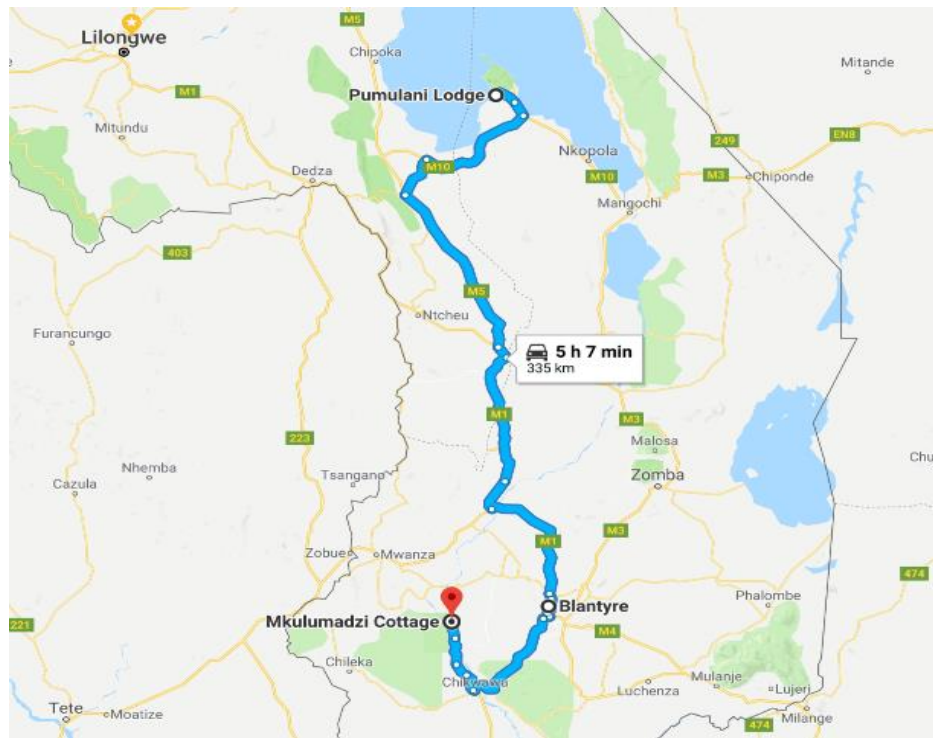 M5
Lilongwe
Chipoka
Mitande
M1
Pumulani Lodge
Mitundu
249
EN8
Nkopola
Dedza
M10
M3
Chiponde
M10
Mangochi
403
M5
Ntcheu
Furancungo
5 h 7 min
335 km
M1
M3
223
Malosa
Chu
Nhemba
Tsangano
Zomba
Cazula
M3
M1
Zobue
Mwanza
474
Blantyre
Phalombe
221
Mkulumadzi Cottage
M4
Chileka
Chikwawa
Mulanje
Luchenza
Lujeri
Tete
Moatize
474
Milange